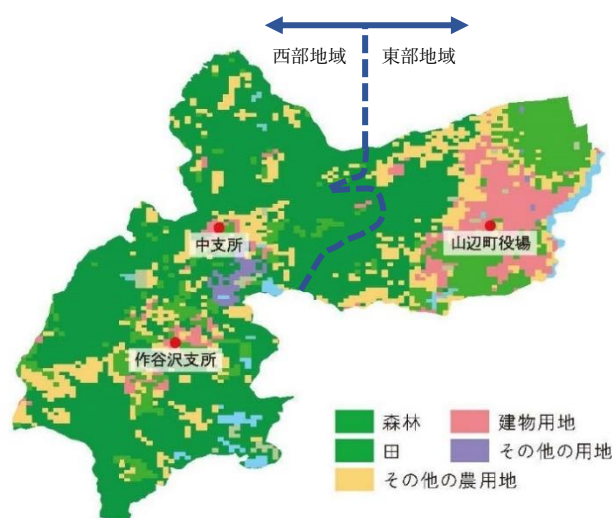 西部地域 東部地域
中支所
山辺町役場
作谷沢支所
森林 建物用地
田 その他の用地
その他の農用地